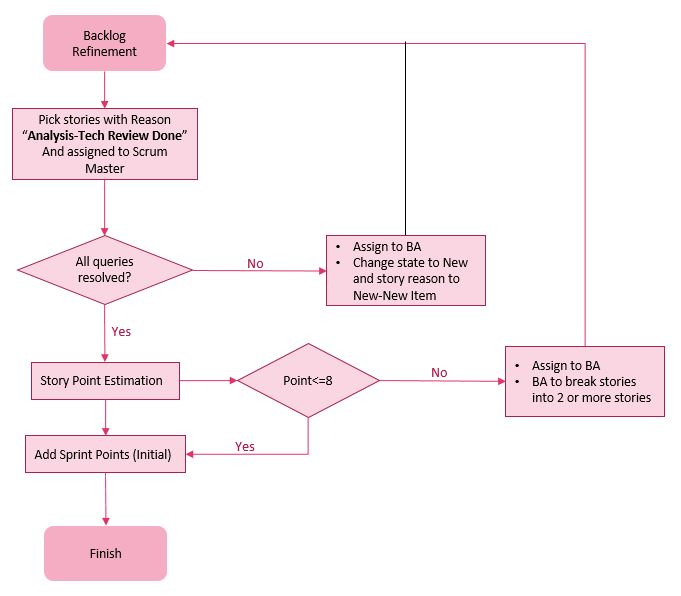 Backlog
Refinement
Pick stories with Reason
“Analysis-Tech Review Done”
And assigned to Scrum
Master
All queries
resolved?
No
• Assign to BA
• Change state to New
and story reason to
New-New Item
Yes
Story Point Estimation
Point<=8
No
• Assign to BA
• BA to break stories
into 2 or more stories
Yes
Add Sprint Points (Initial)
Finish